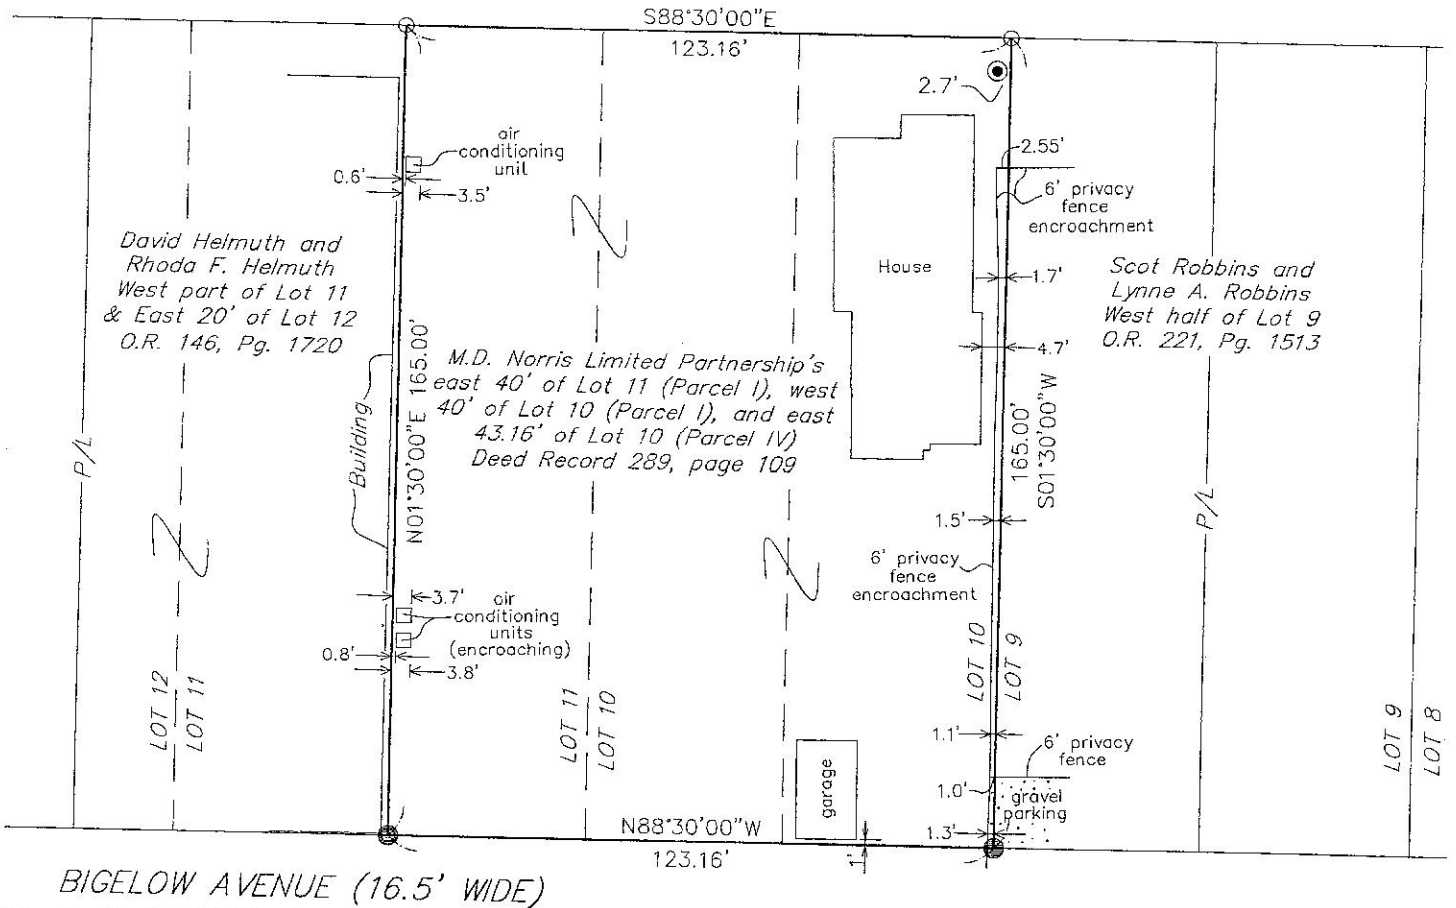 S88°30'00"E
123.16'
2.7'
air
conditioning
unit
0.6'
3.5'
2.55'
6' privacy
fence
encroachment
David Helmuth and
Rhoda F. Helmuth
West part of Lot 11
& East 20' of Lot 12
O.R. 146, Pg. 1720
House
1.7'
Scot Robbins and
Lynne A. Robbins
West half of Lot 9
O.R. 221, Pg. 1513
4.7'
N01°30'00"E 165.00'
M.D. Norris Limited Partnership's
east 40' of Lot 11 (Parcel I), west
40' of Lot 10 (Parcel I), and east
43.16' of Lot 10 (Parcel IV)
Deed Record 289, page 109
Building
P/L
165.00'
S01°30'00"W
P/L
1.5'
6' privacy
fence
encroachment
3.7'
air
conditioning
units
(encroaching)
0.8'
3.8'
LOT 12
LOT 11
LOT 11
LOT 10
LOT 10
LOT 9
LOT 9
LOT 8
1.1'
6' privacy
fence
garage
1.0'
gravel
parking
1.3'
N88°30'00"W
123.16'
1'
BIGELOW AVENUE (16.5' WIDE)